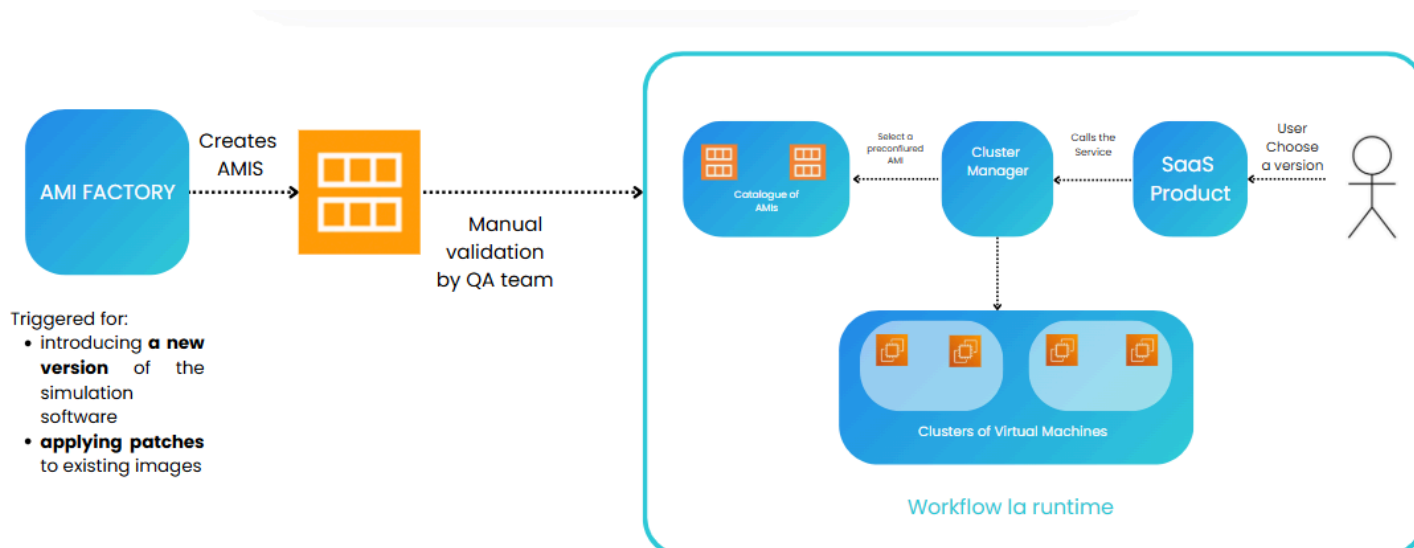 AMI FACTORY
Creates
AMIS
Manual
validation
by QA team
Triggered for:
• introducing a new
version of the
simulation
software
• applying patches
to existing images
Catalogue of
AMIs
Select a
preconfiured
AMI
Cluster
Manager
Calls the
Service
SaaS
Product
User
Choose
a version
Clusters of Virtual Machines
Workflow la runtime